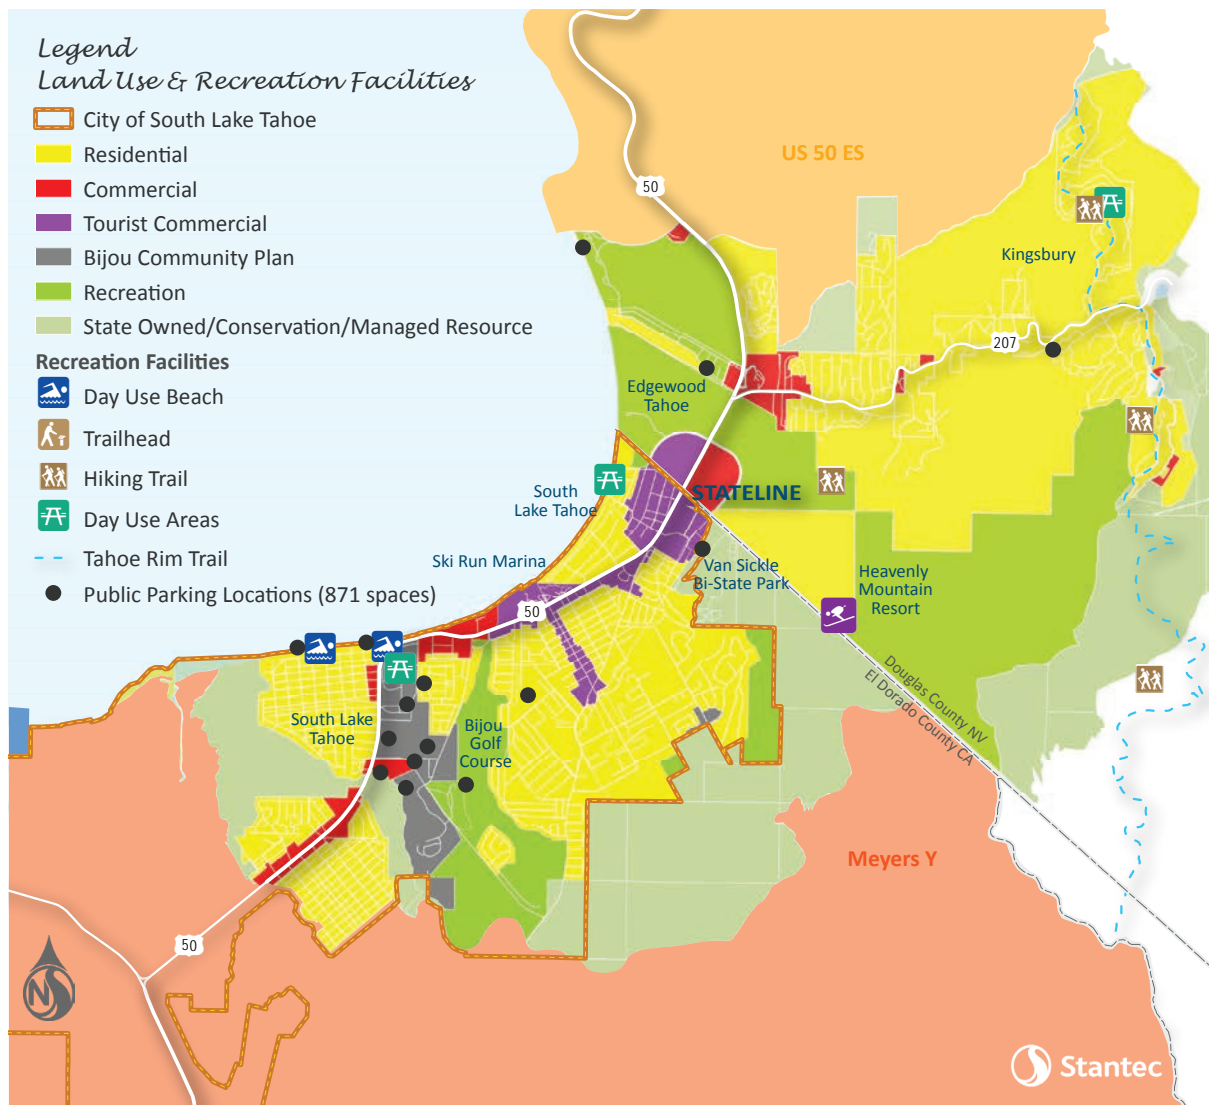 Legend
Land Use & Recreation Facilities
City of South Lake Tahoe
Residential
Commercial
Tourist Commercial
Bijou Community Plan
Recreation
State Owned/Conservation/Managed Resource
Recreation Facilities
Day Use Beach
Trailhead
Hiking Trail
Day Use Areas
Tahoe Rim Trail
Public Parking Locations (871 spaces)
US 50 ES
50
Kingsbury
207
Edgewood
Tahoe
STATELINE
South
Lake Tahoe
Ski Run Marina
Van Sickle
Bi-State Park
Heavenly
Mountain
Resort
50
Douglas County NV
El Dorado County CA
South Lake
Tahoe
Bijou
Golf
Course
Meyers Y
50
N
Stantec